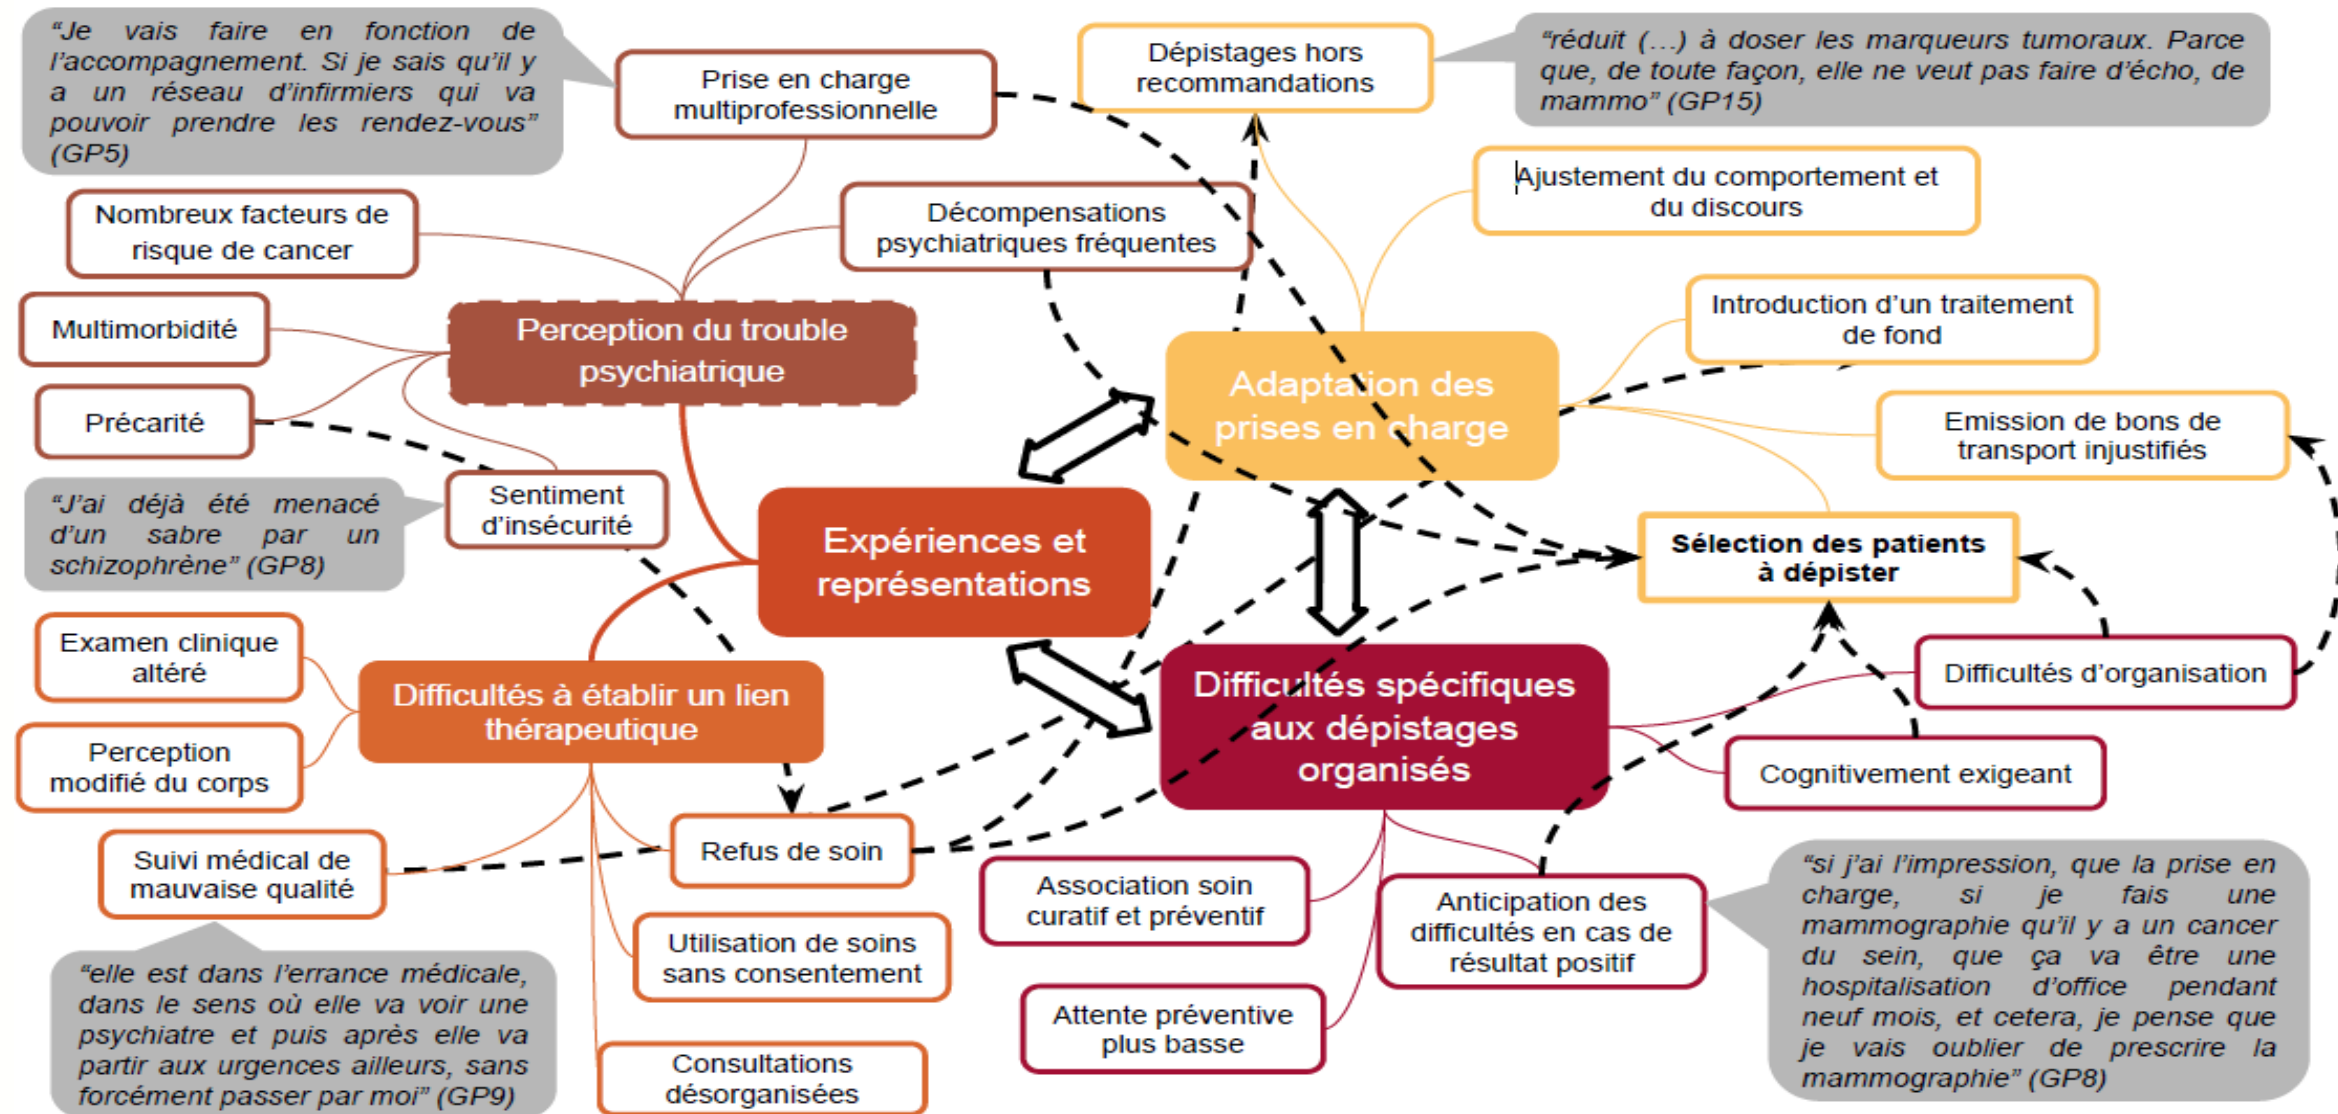 “Je vais faire en fonction de
l’accompagnement. Si je sais qu’il y
a un réseau d’infirmiers qui va
pouvoir prendre les rendez-vous”
(GP5)
Prise en charge
multiprofessionnelle
Dépistages hors
recommandations
“réduit (…) à doser les marqueurs tumoraux. Parce
que, de toute façon, elle ne veut pas faire d’écho, de
mammo” (GP15)
Nombreux facteurs de
risque de cancer
Décompensations
psychiatriques fréquentes
Ajustement du comportement et
du discours
Multimorbidité
Perception du trouble
psychiatrique
Introduction d’un traitement
de fond
Précarité
Adaptation des
prises en charge
Emission de bons de
transport injustifiés
“J’ai déjà été menacé
d’un sabre par un
schizophrène” (GP8)
Sentiment
d’insécurité
Expériences et
représentations
Sélection des patients
à dépister
Examen clinique
altéré
Difficultés à établir un lien
thérapeutique
Difficultés spécifiques
aux dépistages
organisés
Difficultés d’organisation
Perception
modifié du corps
Cognitivement exigeant
Suivi médical de
mauvaise qualité
Refus de soin
Association soin
curatif et préventif
Anticipation des
difficultés en cas de
résultat positif
“si j’ai l’impression, que la prise en
charge, si je fais une
mammographie qu’il y a un cancer
du sein, que ça va être une
hospitalisation d’office pendant
neuf mois, et cetera, je pense que
je vais oublier de prescrire la
mammographie” (GP8)
Utilisation de soins
sans consentement
“elle est dans l’errance médicale,
dans le sens où elle va voir une
psychiatre et puis après elle va
partir aux urgences ailleurs, sans
forcément passer par moi” (GP9)
Attente préventive
plus basse
Consultations
désorganisées